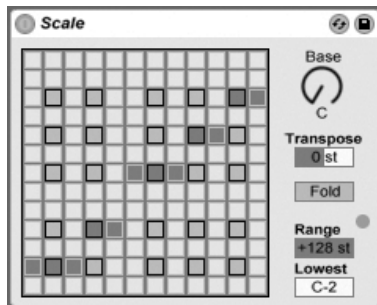 Scale
Base
C
Transpose
0 st
Fold
Range
+128 st
Lowest
C-2